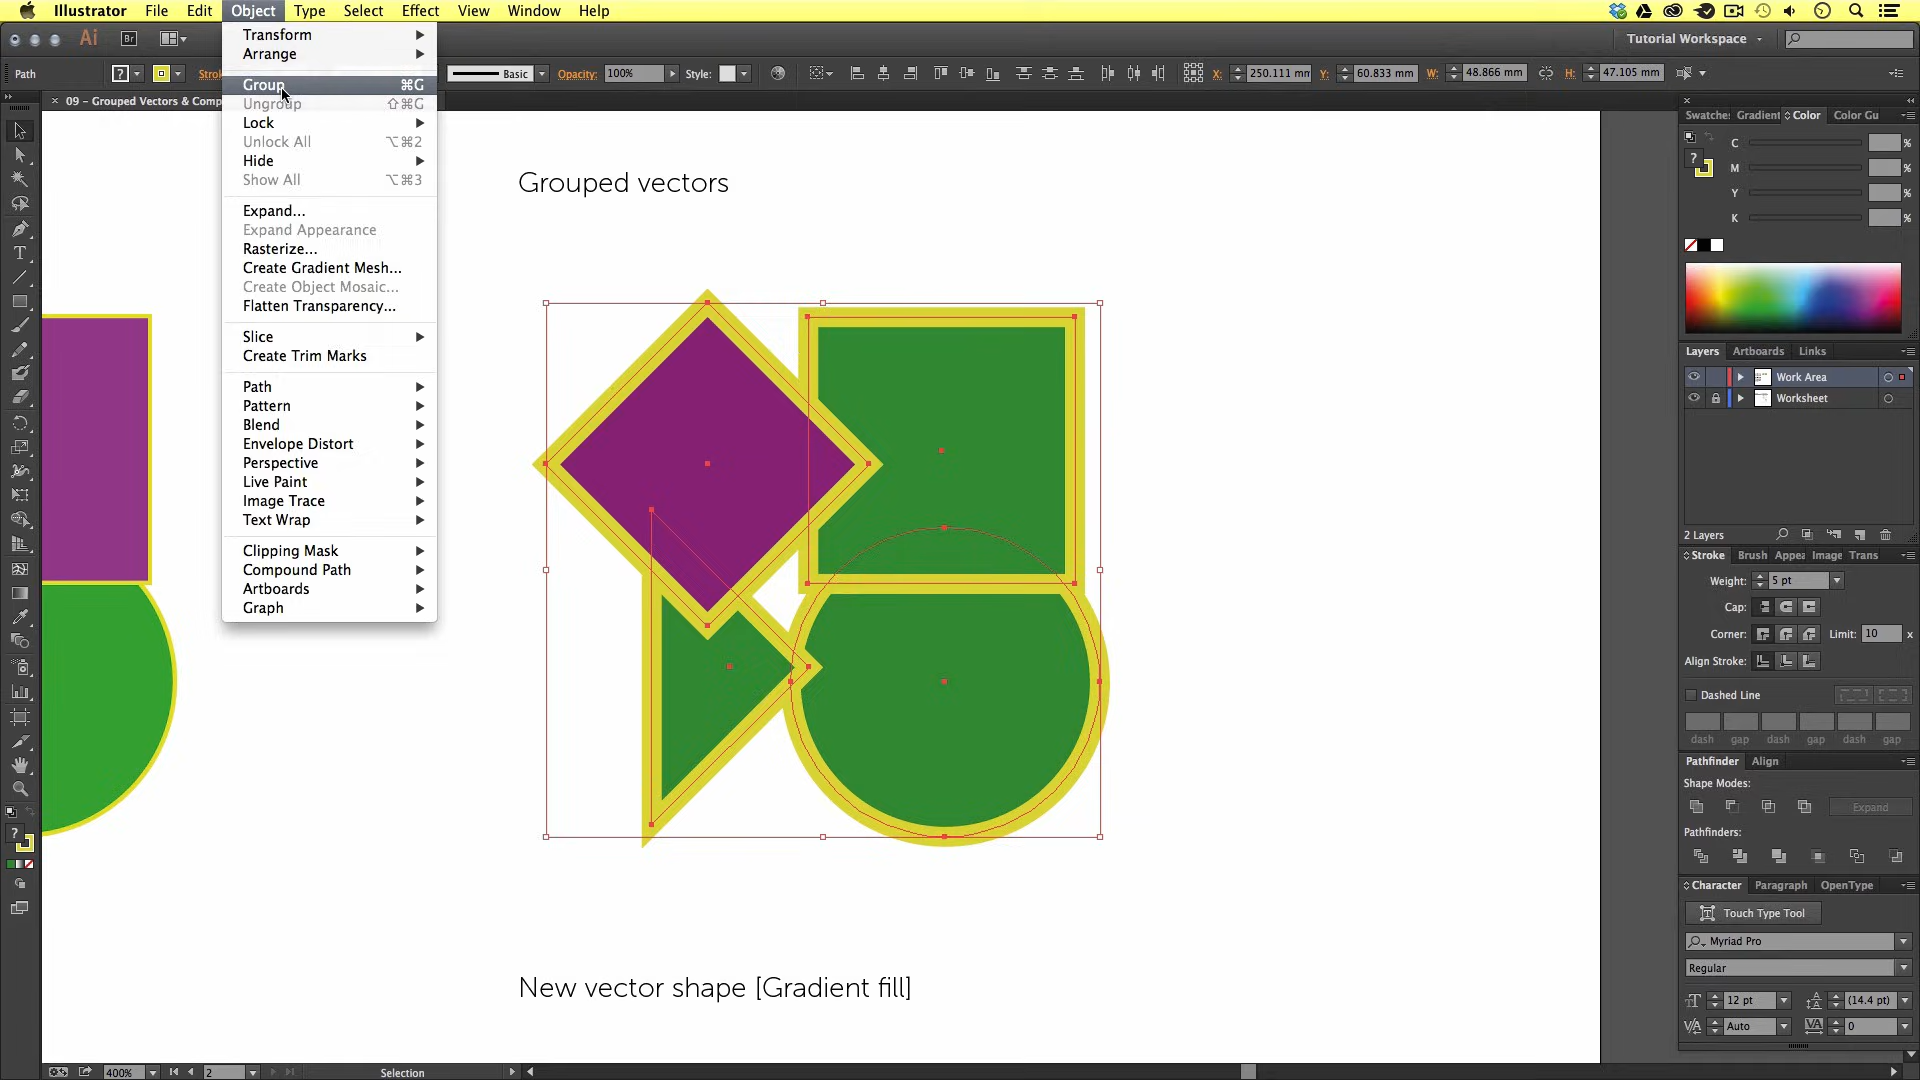 Illustrator File Edit Object Type Select Effect View Window Help
Ai Br Tutorial Workspace
Path ? Basic Opacity: 100% Style: X: 250.111 mm Y: 60.833 mm W: 48.866 mm H: 47.105 mm
× 09 - Grouped Vectors &
Transform
Arrange
Group ⌘G
Ungroup ⇧⌘G
Lock
Unlock All ⌥⌘2
Hide
Show All ⌥⌘3
Expand...
Expand Appearance
Rasterize...
Create Gradient Mesh...
Create Object Mosaic...
Flatten Transparency...
Slice
Create Trim Marks
Path
Pattern
Blend
Envelope Distort
Perspective
Live Paint
Image Trace
Text Wrap
Clipping Mask
Compound Path
Artboards
Graph
Grouped vectors
New vector shape [Gradient fill]
Swatche Gradient Color Color Gu
C %
? M %
Y %
K %
Layers Artboards Links
Work Area
Worksheet
2 Layers
Stroke Brush Appea Image Trans
Weight: 5 pt
Cap:
Corner: Limit: 10 x
Align Stroke:
Dashed Line
dash gap dash gap dash gap
Pathfinder Align
Shape Modes:
Expand
Pathfinders:
Character Paragraph OpenType
Touch Type Tool
Myriad Pro
Regular
12 pt (14.4 pt)
Auto 0
400% 2 Selection